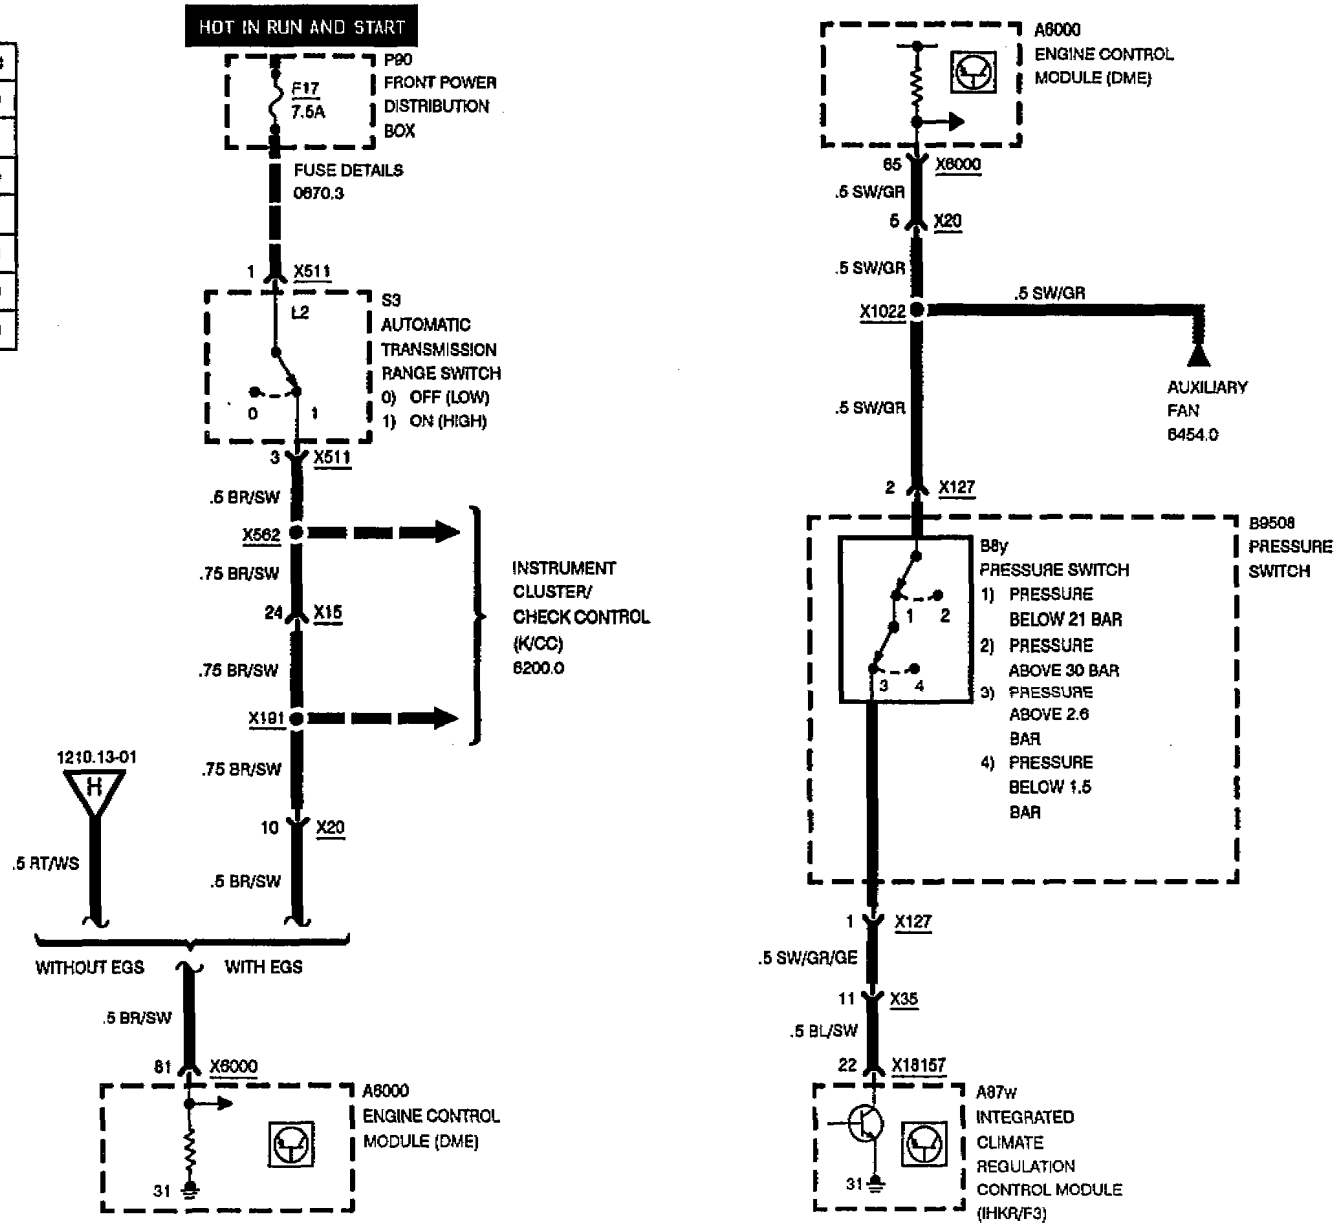 HOT IN RUN AND START
P90
FRONT POWER
DISTRIBUTION
BOX
F17
7.5A
FUSE DETAILS
0670.3
1 X511
L2
S3
AUTOMATIC
TRANSMISSION
RANGE SWITCH
0) OFF (LOW)
1) ON (HIGH)
0 1
3 X511
.5 BR/SW
X562
.75 BR/SW
24 X15
.75 BR/SW
X181
INSTRUMENT
CLUSTER/
CHECK CONTROL
(K/CC)
6200.0
.75 BR/SW
1210.13-01
H
10 X20
.5 RT/WS
.5 BR/SW
WITHOUT EGS
WITH EGS
.5 BR/SW
81 X6000
A6000
ENGINE CONTROL
MODULE (DME)
31
A6000
ENGINE CONTROL
MODULE (DME)
65 X6000
.5 SW/GR
5 X20
.5 SW/GR
.5 SW/GR
X1022
AUXILIARY
FAN
6454.0
.5 SW/GR
2 X127
B9508
PRESSURE
SWITCH
B8y
PRESSURE SWITCH
1) PRESSURE
BELOW 21 BAR
2) PRESSURE
ABOVE 30 BAR
3) PRESSURE
ABOVE 2.6
BAR
4) PRESSURE
BELOW 1.5
BAR
1 2
3 4
1 X127
.5 SW/GR/GE
11 X35
.5 BL/SW
22 X18157
A87w
INTEGRATED
CLIMATE
REGULATION
CONTROL MODULE
(IHKR/F3)
31